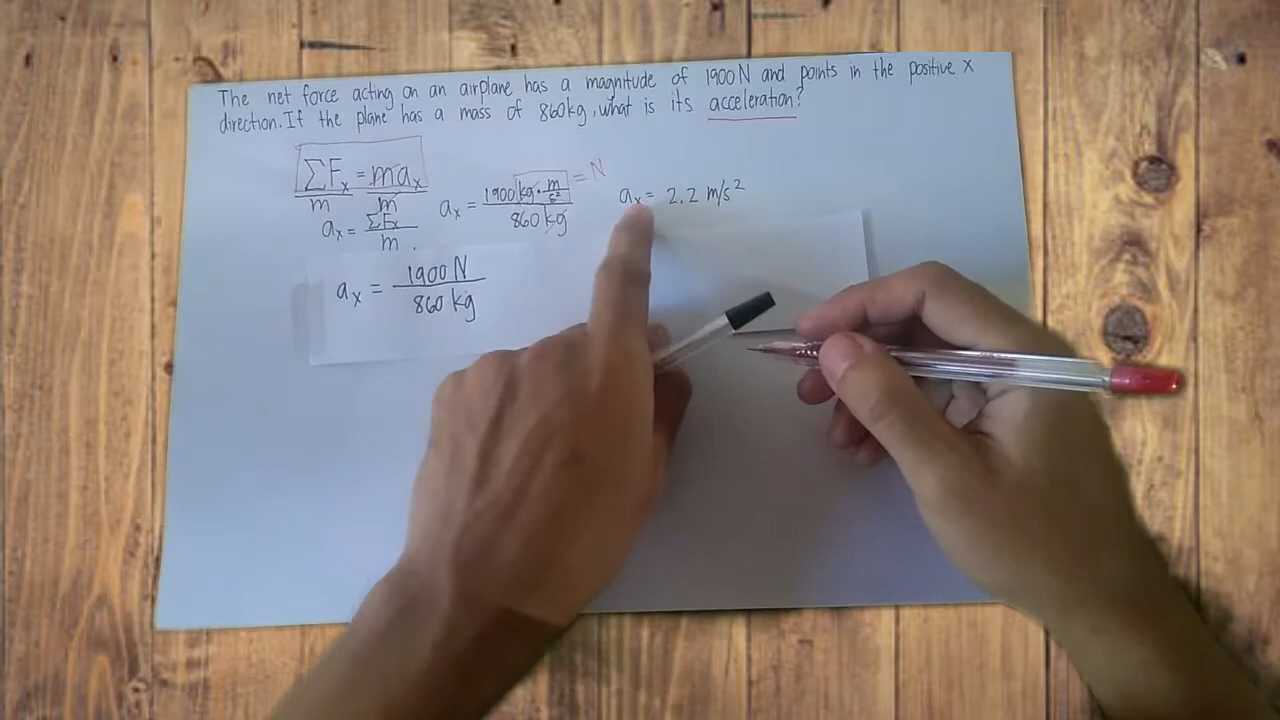 The net force acting on an airplane has a magnitude of 1900 N and points in the positive x
direction. If the plane has a mass of 860kg, what is its acceleration?
ΣFₓ = maₓ
m m
aₓ = ΣFₓ / m .
aₓ = 1900 N / 860 kg
aₓ = 1900 kg · m/s² / 860 kg = N
aₓ = 2.2 m/s²